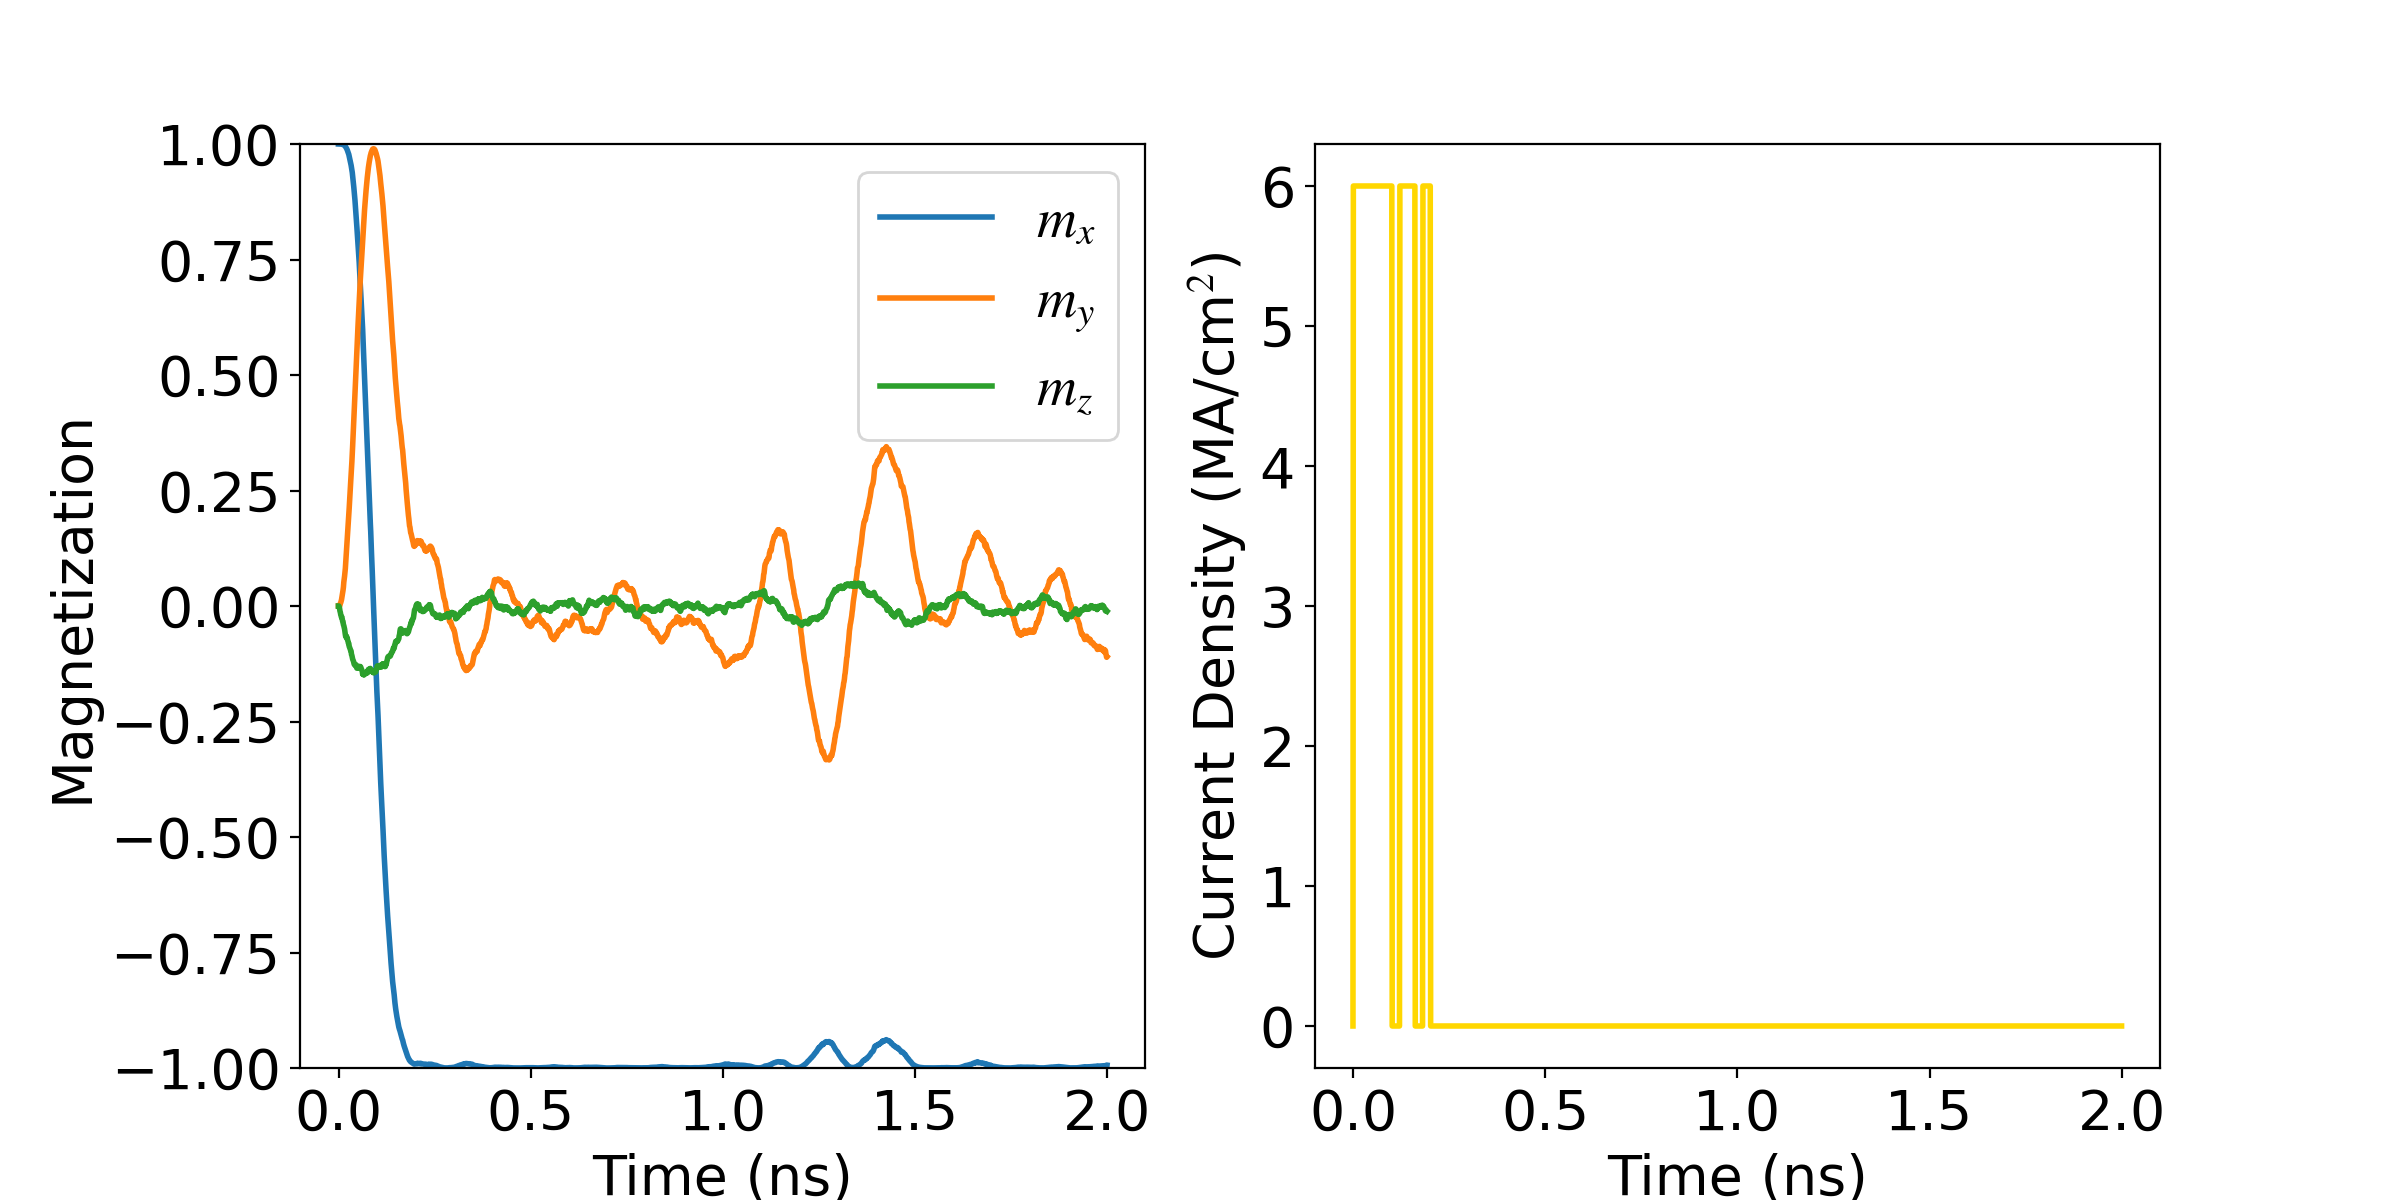 1.00
0.75
0.50
0.25
0.00
−0.25
−0.50
−0.75
−1.00
Magnetization
0.0 0.5 1.0 1.5 2.0
Time (ns)
m_x
m_y
m_z
6
5
4
3
2
1
0
Current Density (MA/cm²)
0.0 0.5 1.0 1.5 2.0
Time (ns)